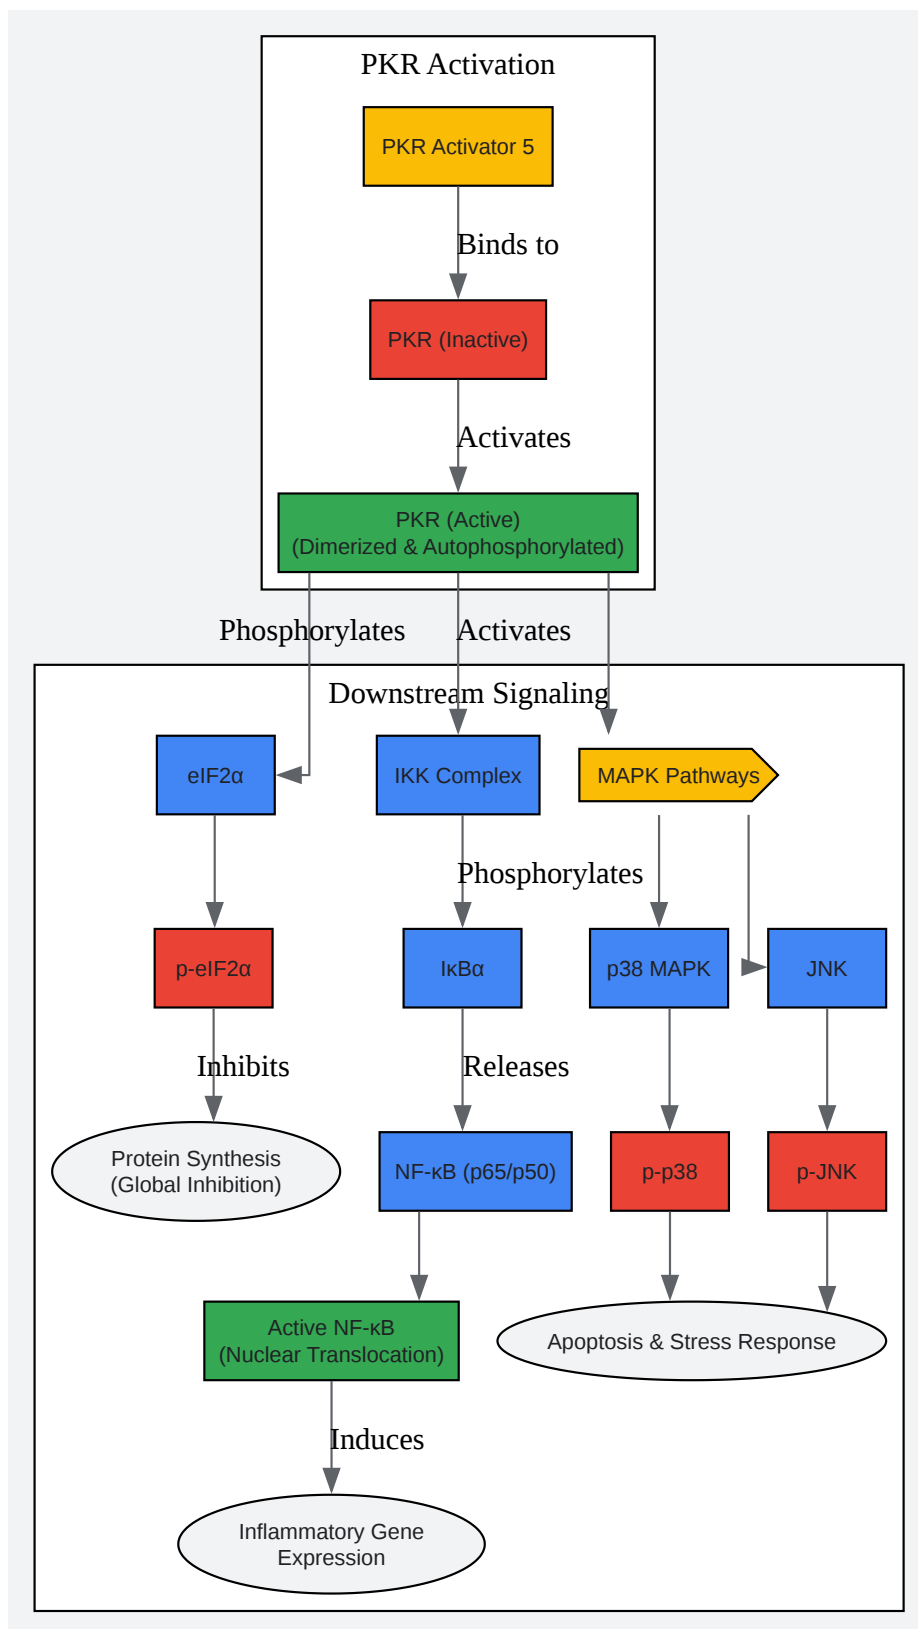 PKR Activation
PKR Activator 5
Binds to
PKR (Inactive)
Activates
PKR (Active)
(Dimerized & Autophosphorylated)
Phosphorylates
Activates
Downstream Signaling
eIF2α
IKK Complex
MAPK Pathways
Phosphorylates
p-eIF2α
IκBα
p38 MAPK
JNK
Inhibits
Releases
Protein Synthesis
(Global Inhibition)
NF-κB (p65/p50)
p-p38
p-JNK
Active NF-κB
(Nuclear Translocation)
Apoptosis & Stress Response
Induces
Inflammatory Gene
Expression